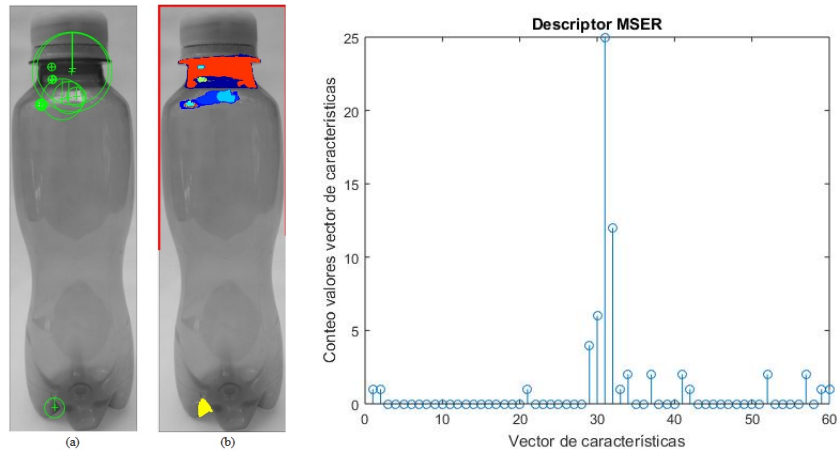 (a)
(b)
Descriptor MSER
Conteo valores vector de características
25
20
15
10
5
0
0
10
20
30
40
50
60
Vector de características